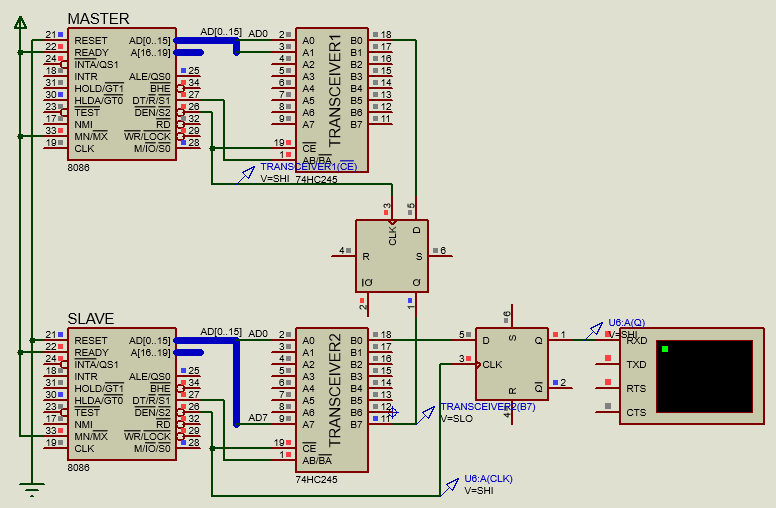 MASTER
21 RESET AD[0..15] AD[0..15] AD0 2 A0 B0 18
22 READY A[16..19] 3 A1 B1 17
24 INTA/QS1 4 A2 B2 16
18 INTR ALE/QS0 25 5 A3 B3 15
31 HOLD/GT1 BHE 34 6 A4 B4 14
30 HLDA/GT0 DT/R/S1 27 7 A5 B5 13
23 TEST DEN/S2 26 8 A6 B6 12
17 NMI RD 32 9 A7 B7 11
33 MN/MX WR/LOCK 29
19 CLK M/IO/S0 28 19 CE
1 AB/BA
TRANSCEIVER1
8086
TRANSCEIVER1(CE)
V=SHI
74HC245
3 5
CLK D
4 R S 6
Q Q
2 1
SLAVE
21 RESET AD[0..15] AD[0..15] AD0 2 A0 B0 18
22 READY A[16..19] 3 A1 B1 17
24 INTA/QS1 4 A2 B2 16
18 INTR ALE/QS0 25 5 A3 B3 15
31 HOLD/GT1 BHE 34 6 A4 B4 14
30 HLDA/GT0 DT/R/S1 27 7 A5 B5 13
23 TEST DEN/S2 26 8 A6 B6 12
17 NMI RD 32 AD7 9 A7 B7 11
33 MN/MX WR/LOCK 29
19 CLK M/IO/S0 28 19 CE
1 AB/BA
TRANSCEIVER2
8086
74HC245
6
5 D S Q 1
3 CLK
R Q 2
4
U6:A(Q)
V=SHI
RXD
TXD
RTS
CTS
TRANSCEIVER2(B7)
V=SLO
U6:A(CLK)
V=SHI